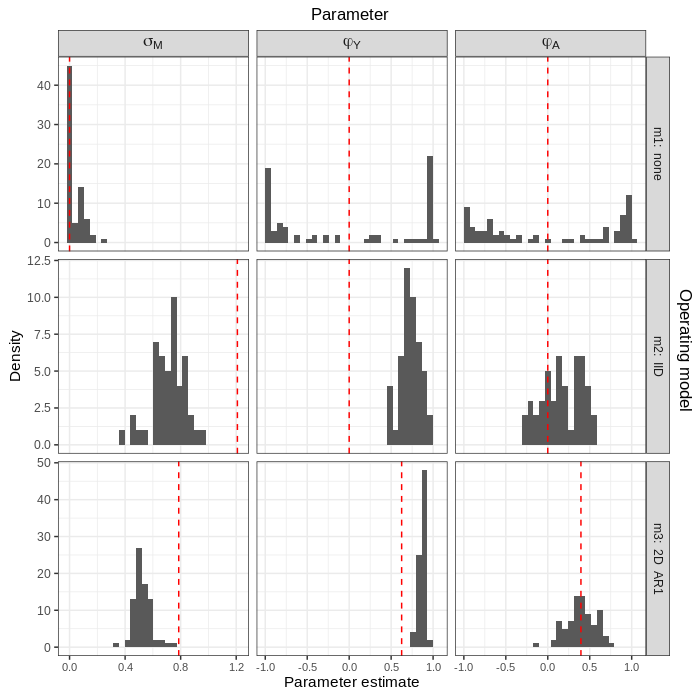 Parameter
σM φY φA
40
30
20
10
0
m1: none
12.5
10.0
7.5
5.0
2.5
0.0
m2: IID
50
40
30
20
10
0
m3: 2D AR1
Density
Operating model
0.0 0.4 0.8 1.2 -1.0 -0.5 0.0 0.5 1.0 -1.0 -0.5 0.0 0.5 1.0
Parameter estimate